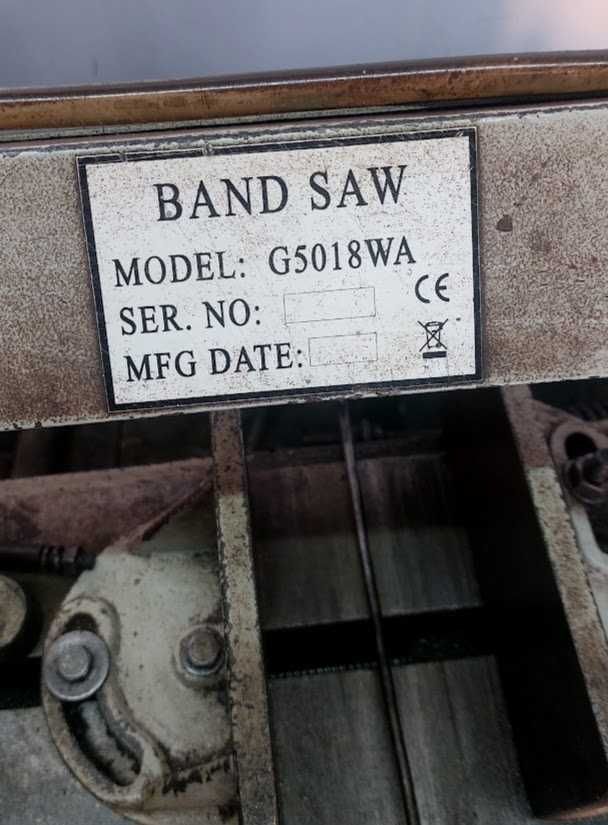 BAND SAW
MODEL: G5018WA
SER. NO:
CE
MFG DATE: